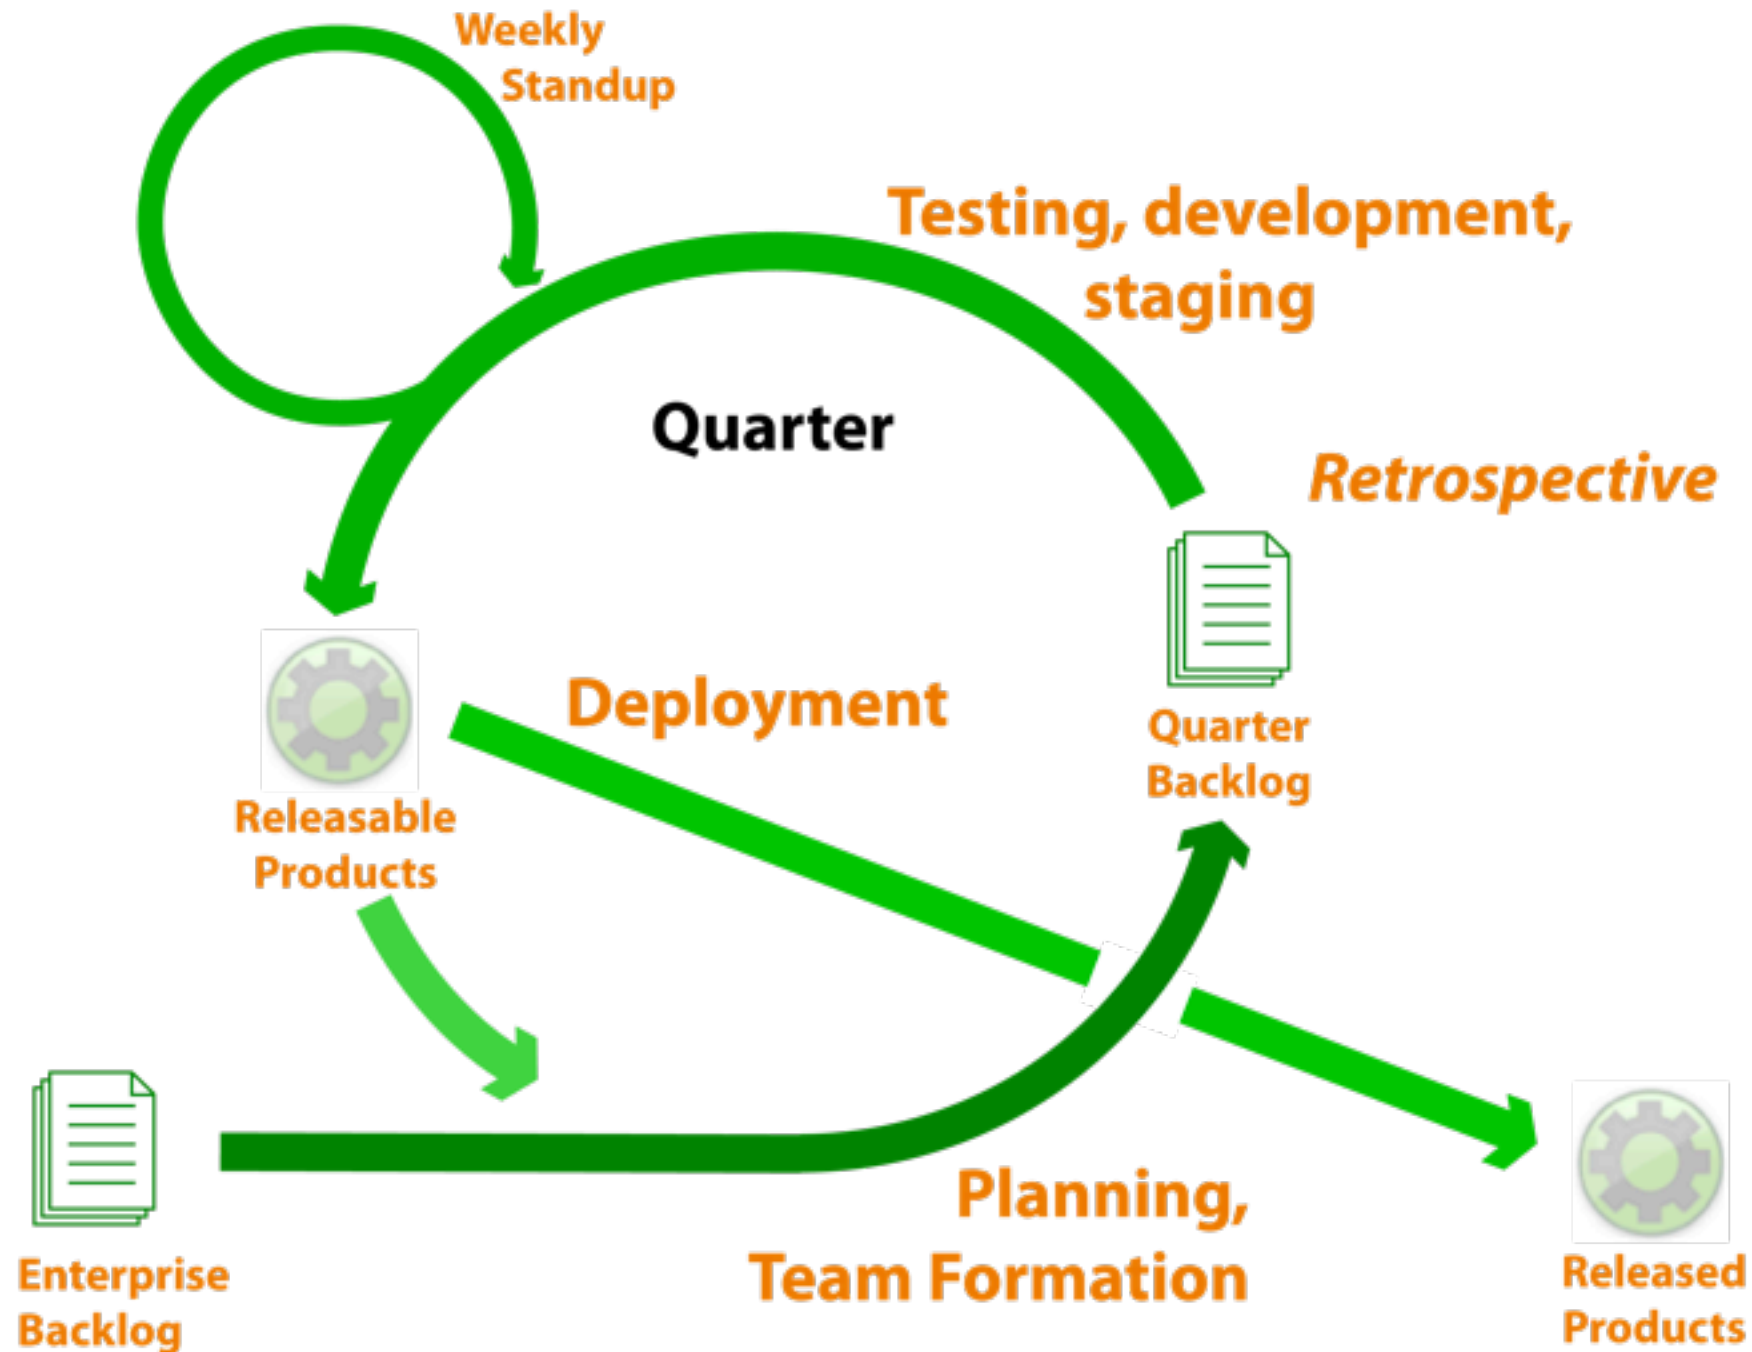 Weekly
Standup
Testing, development,
staging
Quarter
Retrospective
Deployment
Quarter
Backlog
Releasable
Products
Planning,
Team Formation
Enterprise
Backlog
Released
Products